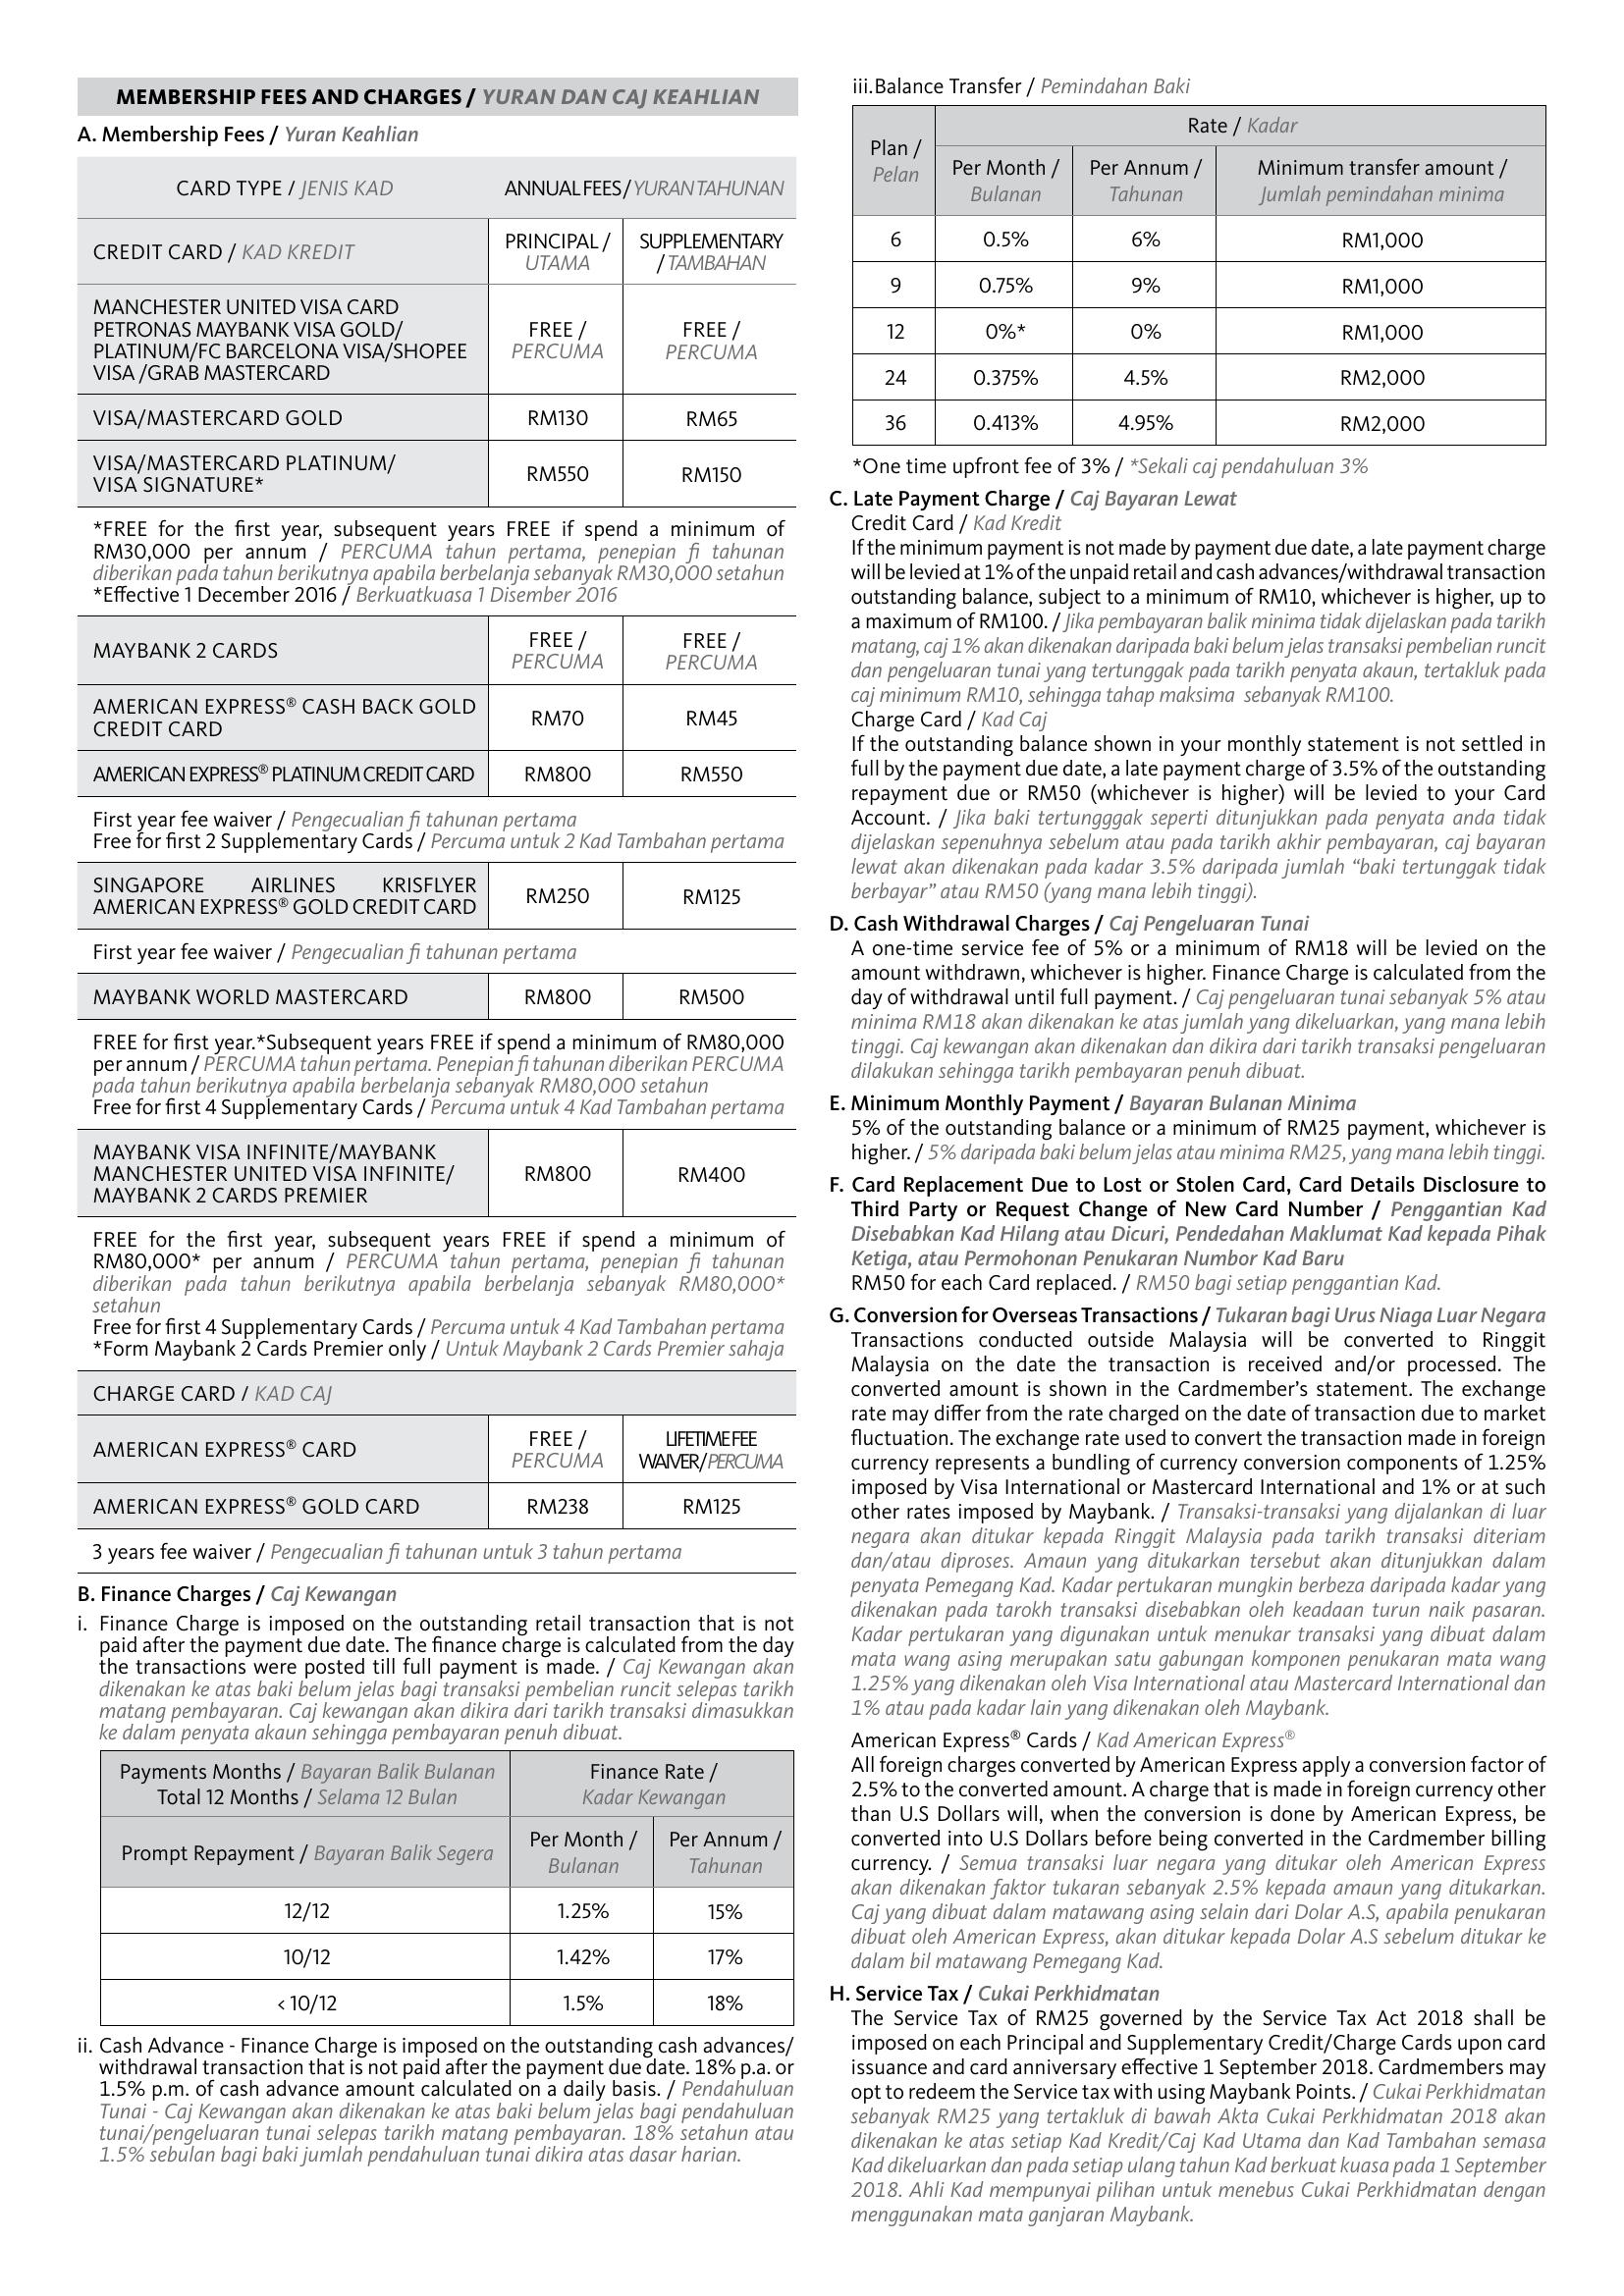 MEMBERSHIP FEES AND CHARGES / YURAN DAN CAJ KEAHLIAN
A. Membership Fees / Yuran Keahlian
CARD TYPE / JENIS KAD
ANNUAL FEES / YURAN TAHUNAN
CREDIT CARD / KAD KREDIT
PRINCIPAL /
UTAMA
SUPPLEMENTARY
/ TAMBAHAN
MANCHESTER UNITED VISA CARD
PETRONAS MAYBANK VISA GOLD/
PLATINUM/FC BARCELONA VISA/SHOPEE
VISA /GRAB MASTERCARD
FREE /
PERCUMA
FREE /
PERCUMA
VISA/MASTERCARD GOLD
RM130
RM65
VISA/MASTERCARD PLATINUM/
VISA SIGNATURE*
RM550
RM150
*FREE for the first year, subsequent years FREE if spend a minimum of
RM30,000 per annum / PERCUMA tahun pertama, penepian fi tahunan
diberikan pada tahun berikutnya apabila berbelanja sebanyak RM30,000 setahun
*Effective 1 December 2016 / Berkuatkuasa 1 Disember 2016
MAYBANK 2 CARDS
FREE /
PERCUMA
FREE /
PERCUMA
AMERICAN EXPRESS® CASH BACK GOLD
CREDIT CARD
RM70
RM45
AMERICAN EXPRESS® PLATINUM CREDIT CARD
RM800
RM550
First year fee waiver / Pengecualian fi tahunan pertama
Free for first 2 Supplementary Cards / Percuma untuk 2 Kad Tambahan pertama
SINGAPORE AIRLINES KRISFLYER
AMERICAN EXPRESS® GOLD CREDIT CARD
RM250
RM125
First year fee waiver / Pengecualian fi tahunan pertama
MAYBANK WORLD MASTERCARD
RM800
RM500
FREE for first year.*Subsequent years FREE if spend a minimum of RM80,000
per annum / PERCUMA tahun pertama. Penepian fi tahunan diberikan PERCUMA
pada tahun berikutnya apabila berbelanja sebanyak RM80,000 setahun
Free for first 4 Supplementary Cards / Percuma untuk 4 Kad Tambahan pertama
MAYBANK VISA INFINITE/MAYBANK
MANCHESTER UNITED VISA INFINITE/
MAYBANK 2 CARDS PREMIER
RM800
RM400
FREE for the first year, subsequent years FREE if spend a minimum of
RM80,000* per annum / PERCUMA tahun pertama, penepian fi tahunan
diberikan pada tahun berikutnya apabila berbelanja sebanyak RM80,000*
setahun
Free for first 4 Supplementary Cards / Percuma untuk 4 Kad Tambahan pertama
*Form Maybank 2 Cards Premier only / Untuk Maybank 2 Cards Premier sahaja
CHARGE CARD / KAD CAJ
AMERICAN EXPRESS® CARD
FREE /
PERCUMA
LIFETIME FEE
WAIVER/PERCUMA
AMERICAN EXPRESS® GOLD CARD
RM238
RM125
3 years fee waiver / Pengecualian fi tahunan untuk 3 tahun pertama
B. Finance Charges / Caj Kewangan
i. Finance Charge is imposed on the outstanding retail transaction that is not
paid after the payment due date. The finance charge is calculated from the day
the transactions were posted till full payment is made. / Caj Kewangan akan
dikenakan ke atas baki belum jelas bagi transaksi pembelian runcit selepas tarikh
matang pembayaran. Caj kewangan akan dikira dari tarikh transaksi dimasukkan
ke dalam penyata akaun sehingga pembayaran penuh dibuat.
Payments Months / Bayaran Balik Bulanan
Total 12 Months / Selama 12 Bulan
Finance Rate /
Kadar Kewangan
Prompt Repayment / Bayaran Balik Segera
Per Month /
Bulanan
Per Annum /
Tahunan
12/12
1.25%
15%
10/12
1.42%
17%
< 10/12
1.5%
18%
ii. Cash Advance - Finance Charge is imposed on the outstanding cash advances/
withdrawal transaction that is not paid after the payment due date. 18% p.a. or
1.5% p.m. of cash advance amount calculated on a daily basis. / Pendahuluan
Tunai - Caj Kewangan akan dikenakan ke atas baki belum jelas bagi pendahuluan
tunai/pengeluaran tunai selepas tarikh matang pembayaran. 18% setahun atau
1.5% sebulan bagi baki jumlah pendahuluan tunai dikira atas dasar harian.
iii.Balance Transfer / Pemindahan Baki
Plan /
Pelan
Rate / Kadar
Per Month /
Bulanan
Per Annum /
Tahunan
Minimum transfer amount /
Jumlah pemindahan minima
6
0.5%
6%
RM1,000
9
0.75%
9%
RM1,000
12
0%*
0%
RM1,000
24
0.375%
4.5%
RM2,000
36
0.413%
4.95%
RM2,000
*One time upfront fee of 3% / *Sekali caj pendahuluan 3%
C. Late Payment Charge / Caj Bayaran Lewat
Credit Card / Kad Kredit
If the minimum payment is not made by payment due date, a late payment charge
will be levied at 1% of the unpaid retail and cash advances/withdrawal transaction
outstanding balance, subject to a minimum of RM10, whichever is higher, up to
a maximum of RM100. / Jika pembayaran balik minima tidak dijelaskan pada tarikh
matang, caj 1% akan dikenakan daripada baki belum jelas transaksi pembelian runcit
dan pengeluaran tunai yang tertunggak pada tarikh penyata akaun, tertakluk pada
caj minimum RM10, sehingga tahap maksima sebanyak RM100.
Charge Card / Kad Caj
If the outstanding balance shown in your monthly statement is not settled in
full by the payment due date, a late payment charge of 3.5% of the outstanding
repayment due or RM50 (whichever is higher) will be levied to your Card
Account. / Jika baki tertungggak seperti ditunjukkan pada penyata anda tidak
dijelaskan sepenuhnya sebelum atau pada tarikh akhir pembayaran, caj bayaran
lewat akan dikenakan pada kadar 3.5% daripada jumlah “baki tertunggak tidak
berbayar” atau RM50 (yang mana lebih tinggi).
D. Cash Withdrawal Charges / Caj Pengeluaran Tunai
A one-time service fee of 5% or a minimum of RM18 will be levied on the
amount withdrawn, whichever is higher. Finance Charge is calculated from the
day of withdrawal until full payment. / Caj pengeluaran tunai sebanyak 5% atau
minima RM18 akan dikenakan ke atas jumlah yang dikeluarkan, yang mana lebih
tinggi. Caj kewangan akan dikenakan dan dikira dari tarikh transaksi pengeluaran
dilakukan sehingga tarikh pembayaran penuh dibuat.
E. Minimum Monthly Payment / Bayaran Bulanan Minima
5% of the outstanding balance or a minimum of RM25 payment, whichever is
higher. / 5% daripada baki belum jelas atau minima RM25, yang mana lebih tinggi.
F. Card Replacement Due to Lost or Stolen Card, Card Details Disclosure to
Third Party or Request Change of New Card Number / Penggantian Kad
Disebabkan Kad Hilang atau Dicuri, Pendedahan Maklumat Kad kepada Pihak
Ketiga, atau Permohonan Penukaran Numbor Kad Baru
RM50 for each Card replaced. / RM50 bagi setiap penggantian Kad.
G. Conversion for Overseas Transactions / Tukaran bagi Urus Niaga Luar Negara
Transactions conducted outside Malaysia will be converted to Ringgit
Malaysia on the date the transaction is received and/or processed. The
converted amount is shown in the Cardmember’s statement. The exchange
rate may differ from the rate charged on the date of transaction due to market
fluctuation. The exchange rate used to convert the transaction made in foreign
currency represents a bundling of currency conversion components of 1.25%
imposed by Visa International or Mastercard International and 1% or at such
other rates imposed by Maybank. / Transaksi-transaksi yang dijalankan di luar
negara akan ditukar kepada Ringgit Malaysia pada tarikh transaksi diteriam
dan/atau diproses. Amaun yang ditukarkan tersebut akan ditunjukkan dalam
penyata Pemegang Kad. Kadar pertukaran mungkin berbeza daripada kadar yang
dikenakan pada tarokh transaksi disebabkan oleh keadaan turun naik pasaran.
Kadar pertukaran yang digunakan untuk menukar transaksi yang dibuat dalam
mata wang asing merupakan satu gabungan komponen penukaran mata wang
1.25% yang dikenakan oleh Visa International atau Mastercard International dan
1% atau pada kadar lain yang dikenakan oleh Maybank.
American Express® Cards / Kad American Express®
All foreign charges converted by American Express apply a conversion factor of
2.5% to the converted amount. A charge that is made in foreign currency other
than U.S Dollars will, when the conversion is done by American Express, be
converted into U.S Dollars before being converted in the Cardmember billing
currency. / Semua transaksi luar negara yang ditukar oleh American Express
akan dikenakan faktor tukaran sebanyak 2.5% kepada amaun yang ditukarkan.
Caj yang dibuat dalam matawang asing selain dari Dolar A.S, apabila penukaran
dibuat oleh American Express, akan ditukar kepada Dolar A.S sebelum ditukar ke
dalam bil matawang Pemegang Kad.
H. Service Tax / Cukai Perkhidmatan
The Service Tax of RM25 governed by the Service Tax Act 2018 shall be
imposed on each Principal and Supplementary Credit/Charge Cards upon card
issuance and card anniversary effective 1 September 2018. Cardmembers may
opt to redeem the Service tax with using Maybank Points. / Cukai Perkhidmatan
sebanyak RM25 yang tertakluk di bawah Akta Cukai Perkhidmatan 2018 akan
dikenakan ke atas setiap Kad Kredit/Caj Kad Utama dan Kad Tambahan semasa
Kad dikeluarkan dan pada setiap ulang tahun Kad berkuat kuasa pada 1 September
2018. Ahli Kad mempunyai pilihan untuk menebus Cukai Perkhidmatan dengan
menggunakan mata ganjaran Maybank.